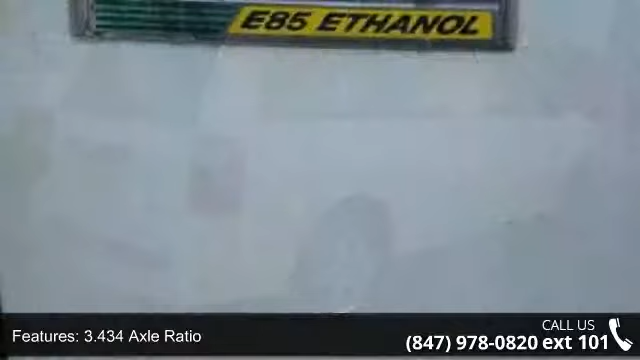 E85 ETHANOL
CALL US
Features: 3.434 Axle Ratio
(847) 978-0820 ext 101